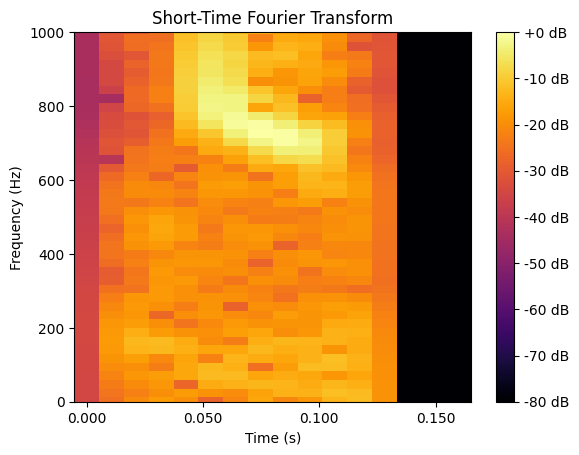 Short-Time Fourier Transform
Frequency (Hz)
1000
800
600
400
200
0
0.000
0.050
0.100
0.150
Time (s)
+0 dB
-10 dB
-20 dB
-30 dB
-40 dB
-50 dB
-60 dB
-70 dB
-80 dB